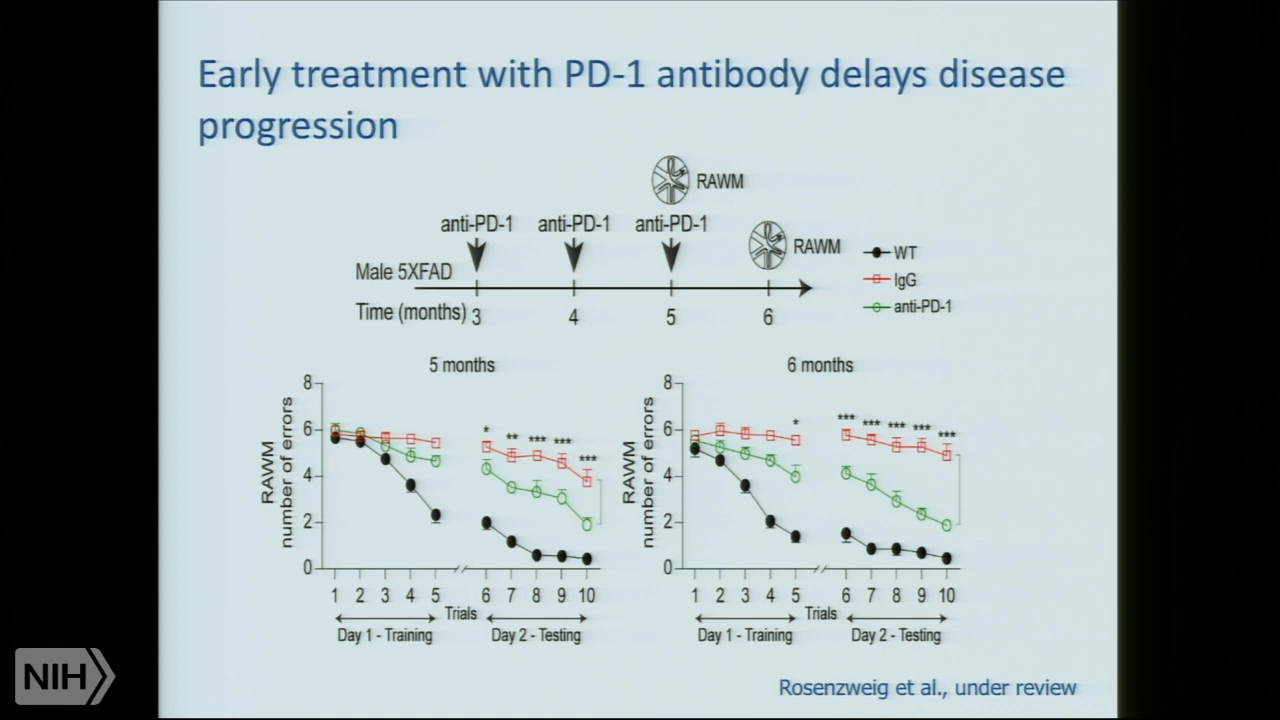 Early treatment with PD-1 antibody delays disease
progression
RAWM
anti-PD-1 anti-PD-1 anti-PD-1
RAWM
WT
IgG
anti-PD-1
Male 5XFAD
Time (months) 3 4 5 6
5 months
RAWM
number of errors
8
6
4
2
0
* ** *** *** ***
1 2 3 4 5 6 7 8 9 10
Trials
Day 1 - Training Day 2 - Testing
6 months
RAWM
number of errors
8
6
4
2
0
* *** *** *** *** ***
1 2 3 4 5 6 7 8 9 10
Trials
Day 1 - Training Day 2 - Testing
NIH
Rosenzweig et al., under review